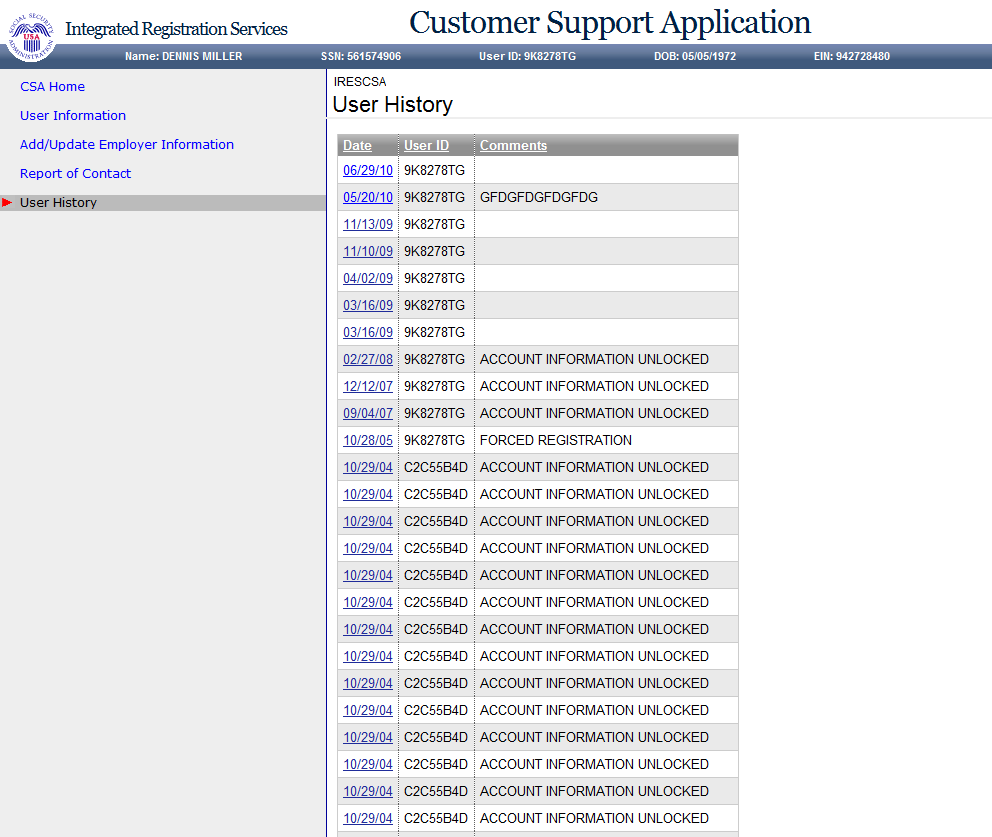 SOCIAL SECURITY ADMINISTRATION
USA
Integrated Registration Services
Customer Support Application
Name: DENNIS MILLER SSN: 561574906 User ID: 9K8278TG DOB: 05/05/1972 EIN: 942728480
CSA Home
User Information
Add/Update Employer Information
Report of Contact
User History
IRESCSA
User History
Date User ID Comments
06/29/10 9K8278TG
05/20/10 9K8278TG GFDGFDGFDGFDG
11/13/09 9K8278TG
11/10/09 9K8278TG
04/02/09 9K8278TG
03/16/09 9K8278TG
03/16/09 9K8278TG
02/27/08 9K8278TG ACCOUNT INFORMATION UNLOCKED
12/12/07 9K8278TG ACCOUNT INFORMATION UNLOCKED
09/04/07 9K8278TG ACCOUNT INFORMATION UNLOCKED
10/28/05 9K8278TG FORCED REGISTRATION
10/29/04 C2C55B4D ACCOUNT INFORMATION UNLOCKED
10/29/04 C2C55B4D ACCOUNT INFORMATION UNLOCKED
10/29/04 C2C55B4D ACCOUNT INFORMATION UNLOCKED
10/29/04 C2C55B4D ACCOUNT INFORMATION UNLOCKED
10/29/04 C2C55B4D ACCOUNT INFORMATION UNLOCKED
10/29/04 C2C55B4D ACCOUNT INFORMATION UNLOCKED
10/29/04 C2C55B4D ACCOUNT INFORMATION UNLOCKED
10/29/04 C2C55B4D ACCOUNT INFORMATION UNLOCKED
10/29/04 C2C55B4D ACCOUNT INFORMATION UNLOCKED
10/29/04 C2C55B4D ACCOUNT INFORMATION UNLOCKED
10/29/04 C2C55B4D ACCOUNT INFORMATION UNLOCKED
10/29/04 C2C55B4D ACCOUNT INFORMATION UNLOCKED
10/29/04 C2C55B4D ACCOUNT INFORMATION UNLOCKED
10/29/04 C2C55B4D ACCOUNT INFORMATION UNLOCKED